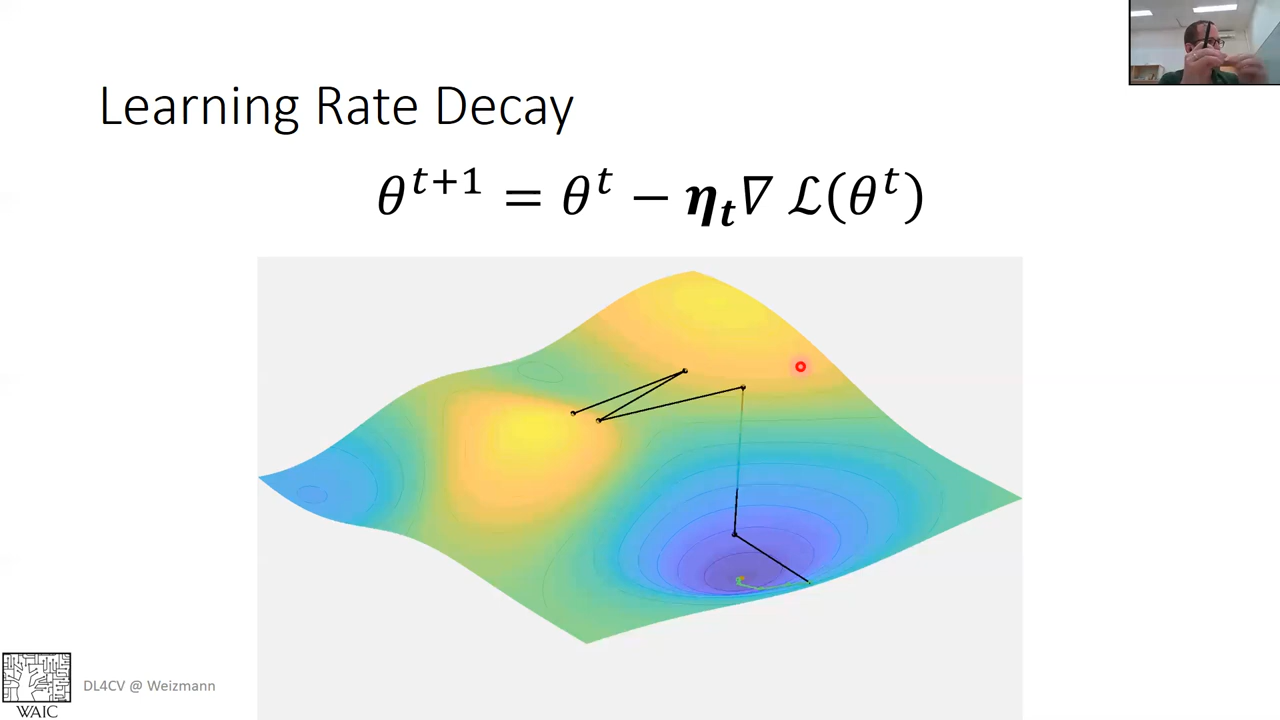 Learning Rate Decay
θ^{t+1} = θ^t − η_t ∇ ℒ(θ^t)
DL4CV @ Weizmann
WAIC